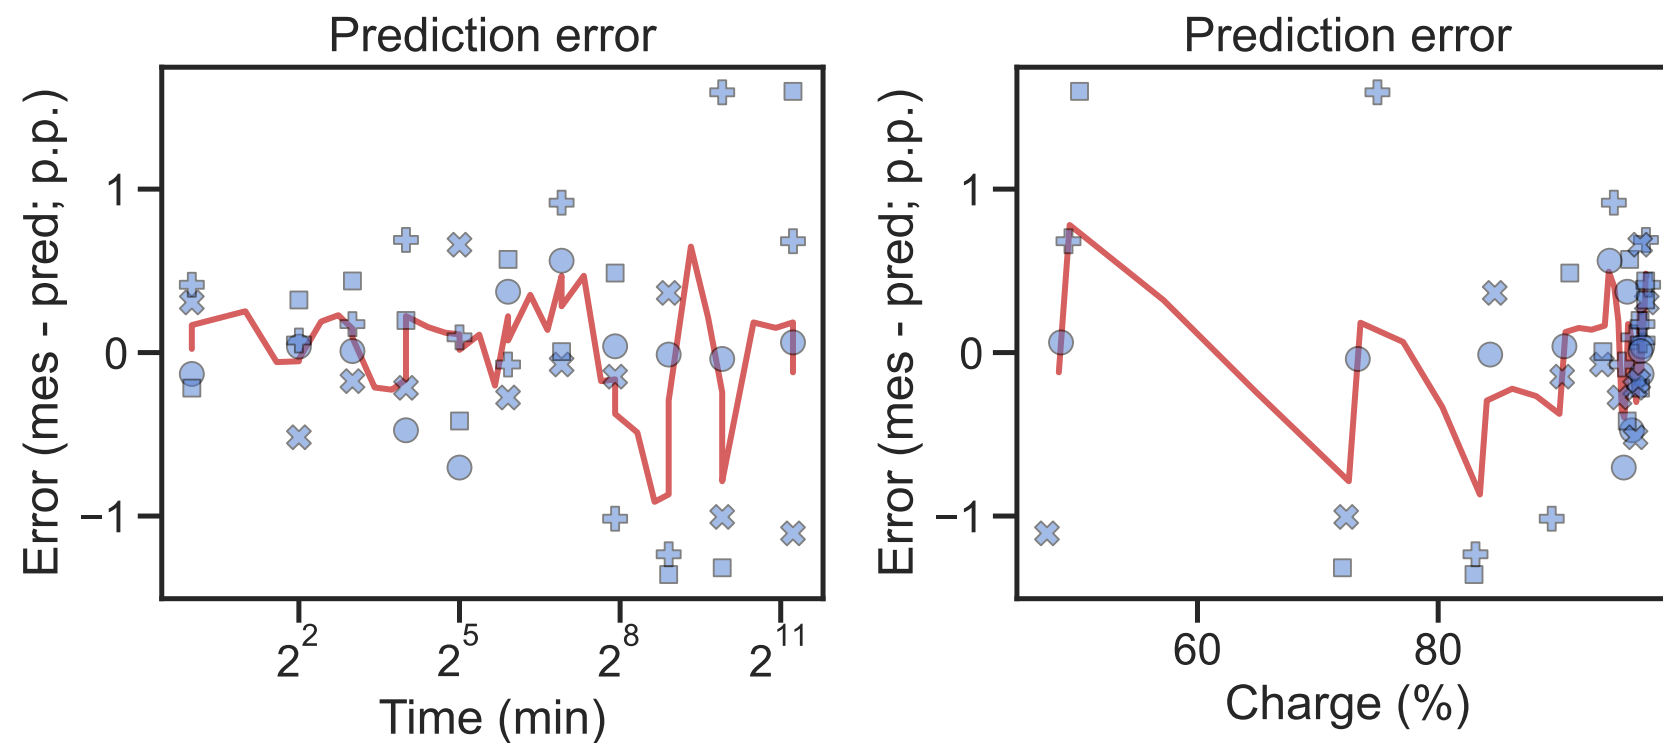 Prediction error
Error (mes - pred; p.p.)
1
0
−1
2^2
2^5
2^8
2^11
Time (min)
Prediction error
Error (mes - pred; p.p.)
1
0
−1
60
80
Charge (%)